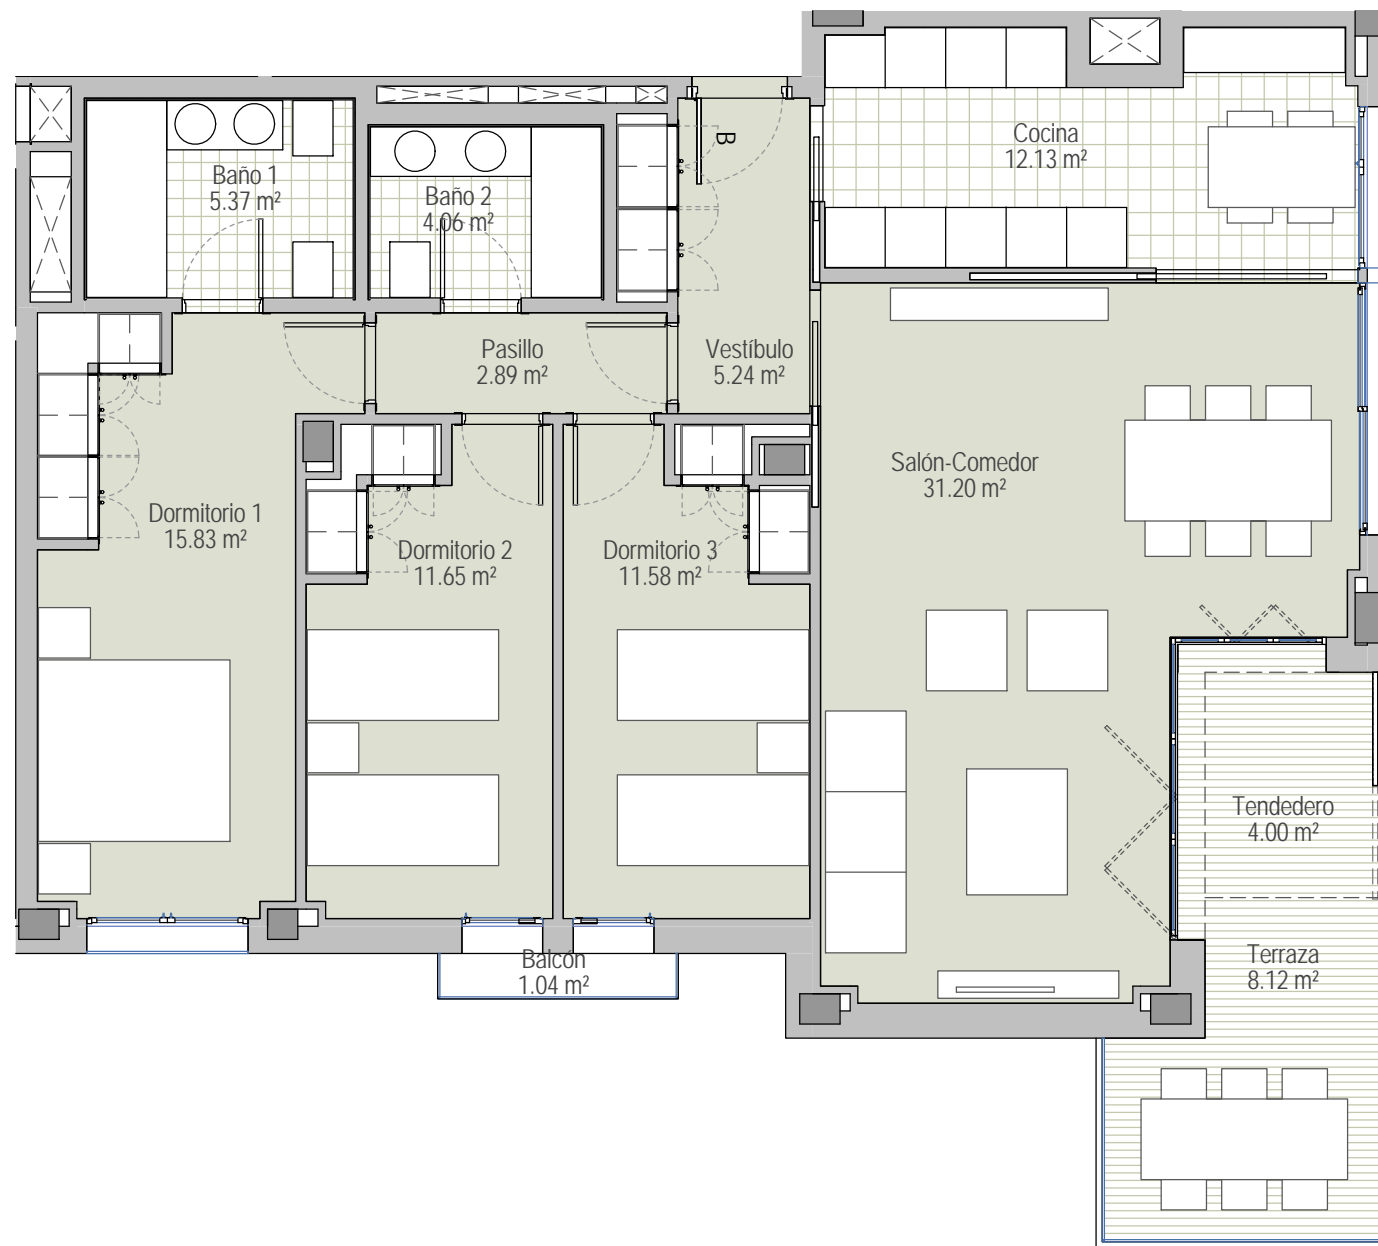 B
Cocina
12.13 m²
Baño 1
5.37 m²
Baño 2
4.06 m²
Pasillo
2.89 m²
Vestíbulo
5.24 m²
Salón-Comedor
31.20 m²
Dormitorio 1
15.83 m²
Dormitorio 2
11.65 m²
Dormitorio 3
11.58 m²
Tendedero
4.00 m²
Terraza
8.12 m²
Balcón
1.04 m²